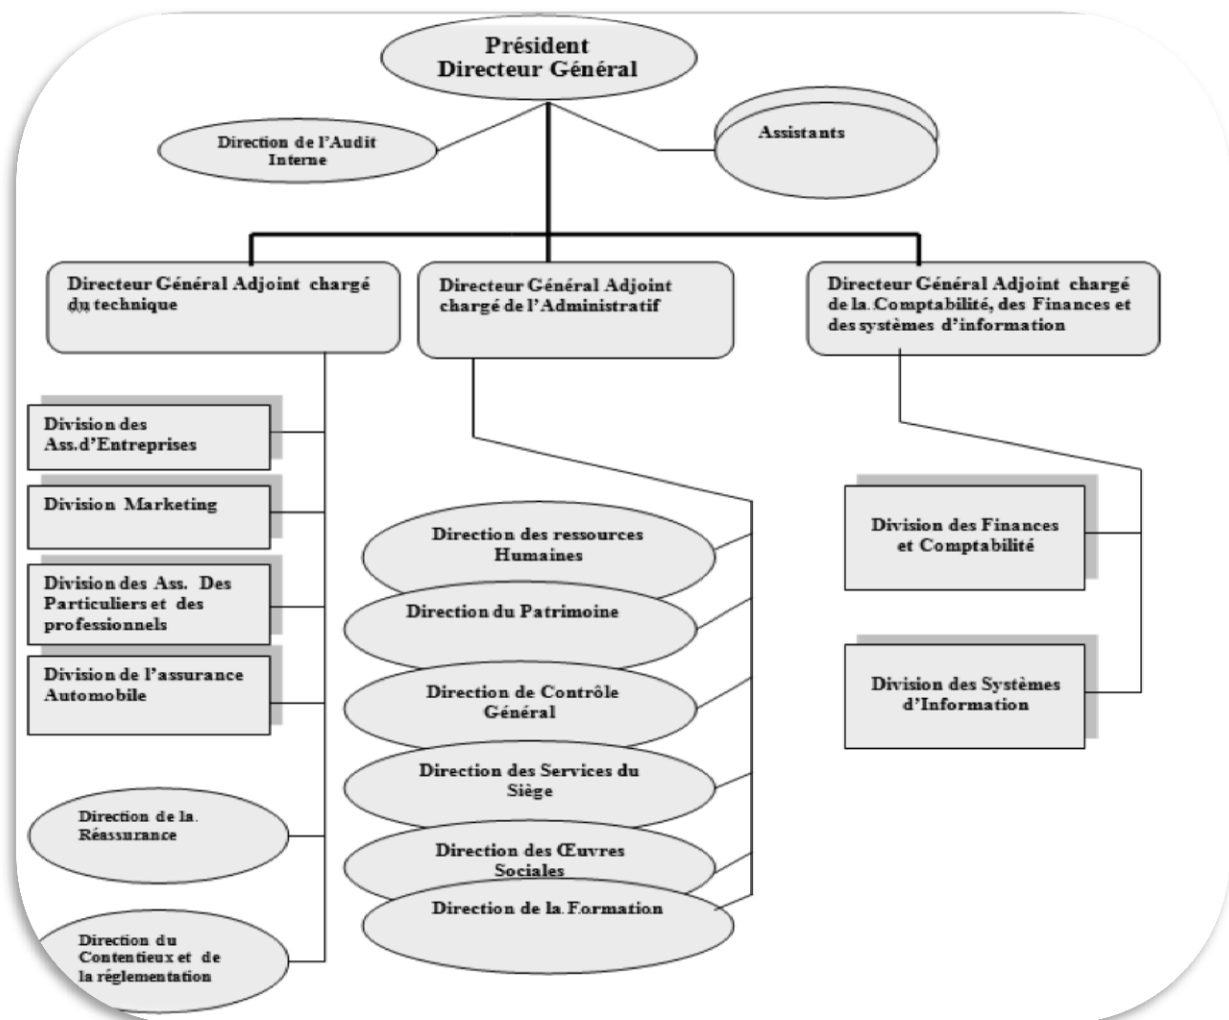 Président
Directeur Général
Direction de l'Audit
Interne
Assistants
Directeur Général Adjoint chargé
du technique
Directeur Général Adjoint
chargé de l'Administratif
Directeur Général Adjoint chargé
de la Comptabilité, des Finances et
des systèmes d'information
Division des
Ass.d'Entreprises
Division Marketing
Division des Ass. Des
Particuliers et des
professionnels
Division de l'assurance
Automobile
Direction de la
Réassurance
Direction du
Contentieux et de
la réglementation
Direction des ressources
Humaines
Direction du Patrimoine
Direction de Contrôle
Général
Direction des Services du
Siège
Direction des Œuvres
Sociales
Direction de la Formation
Division des Finances
et Comptabilité
Division des Systèmes
d'Information